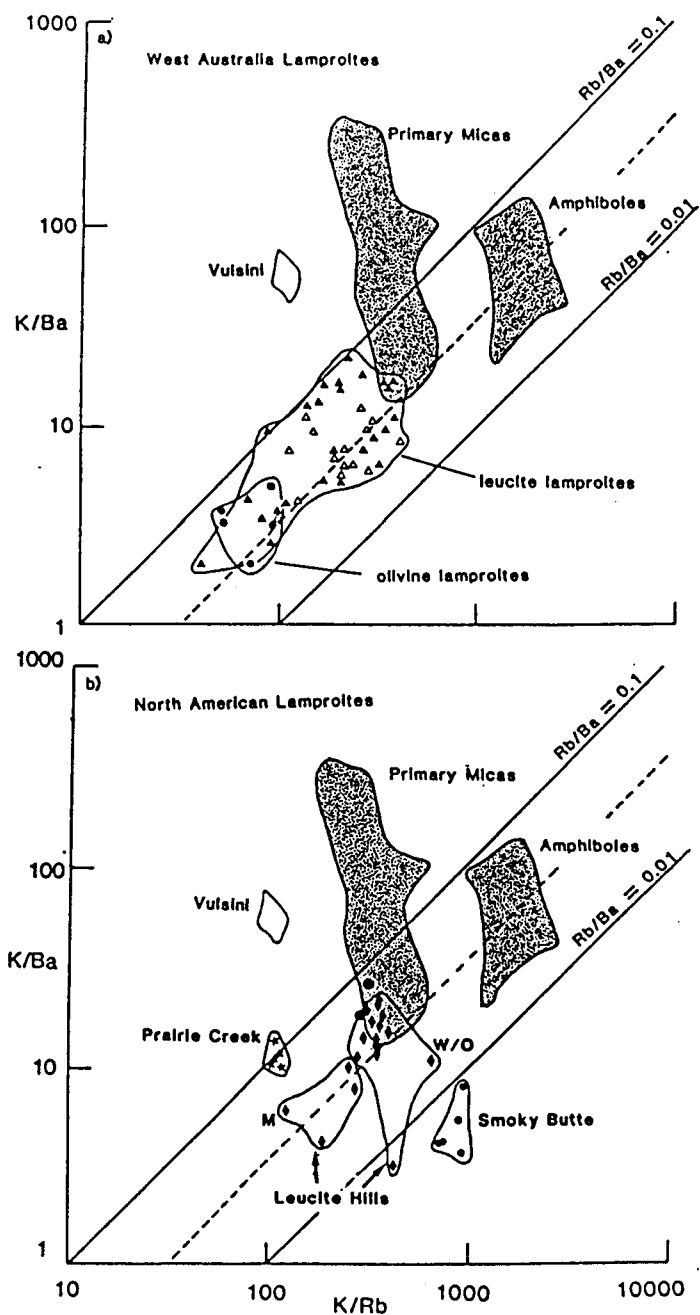 1000
a)
West Australia Lamproites
Rb/Ba = 0.1
Primary Micas
100
Amphiboles
Rb/Ba = 0.01
Vulsini
K/Ba
10
leucite lamproites
olivine lamproites
1
1000
b)
North American Lamproites
Rb/Ba = 0.1
Primary Micas
100
Amphiboles
Rb/Ba = 0.01
Vulsini
K/Ba
Prairie Creek
W/O
10
M
Smoky Butte
Leucite Hills
1
10
100
1000
10000
K/Rb